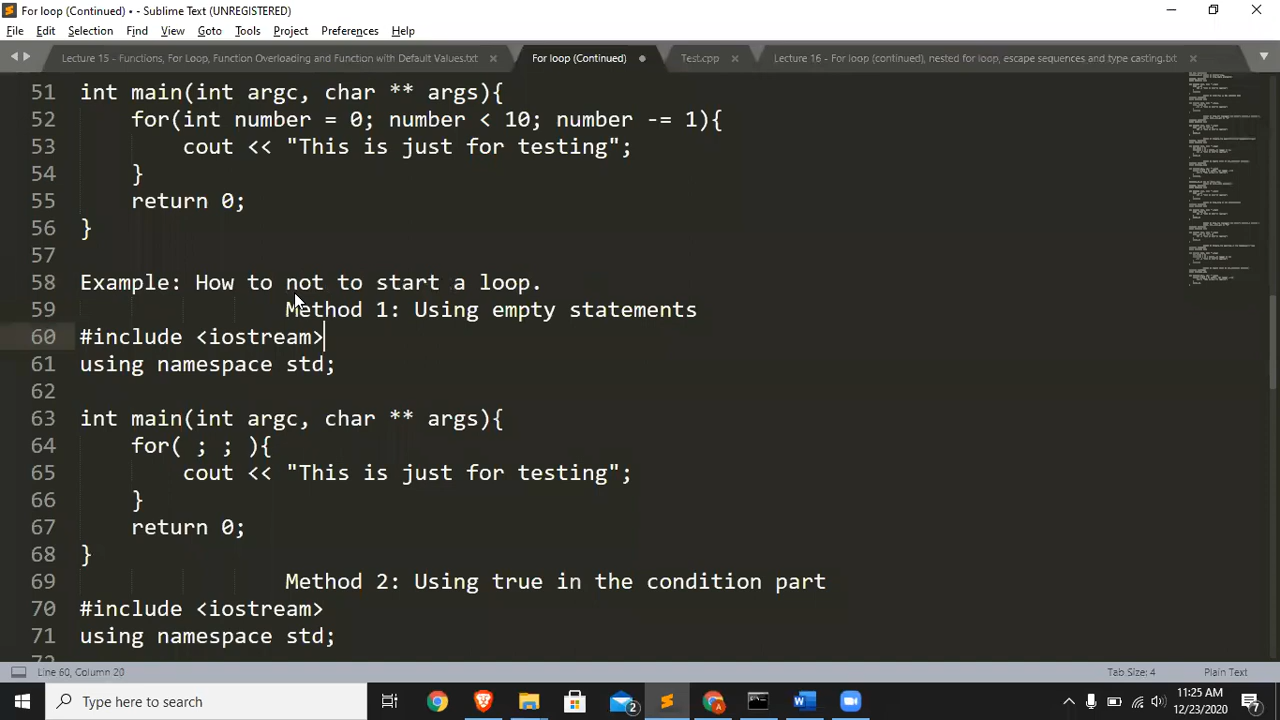 For loop (Continued) • - Sublime Text (UNREGISTERED)
File Edit Selection Find View Goto Tools Project Preferences Help
Lecture 15 - Functions, For Loop, Function Overloading and Function with Default Values.txt For loop (Continued) Test.cpp Lecture 16 - For loop (continued), nested for loop, escape sequences and type casting.txt
51 int main(int argc, char ** args){
52 for(int number = 0; number < 10; number -= 1){
53 cout << "This is just for testing";
54 }
55 return 0;
56 }
57
58 Example: How to not to start a loop.
59 Method 1: Using empty statements
60 #include <iostream>
61 using namespace std;
62
63 int main(int argc, char ** args){
64 for( ; ; ){
65 cout << "This is just for testing";
66 }
67 return 0;
68 }
69 Method 2: Using true in the condition part
70 #include <iostream>
71 using namespace std;
72
Line 60, Column 20 Tab Size: 4 Plain Text
Type here to search 2 11:25 AM
12/23/2020 7